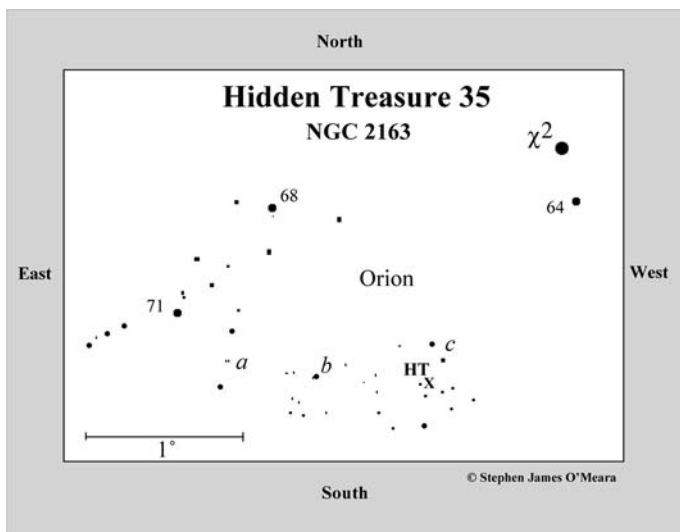 North
Hidden Treasure 35
NGC 2163
χ2
68
64
East
Orion
West
71
c
a
b
HT
X
1°
© Stephen James O’Meara
South